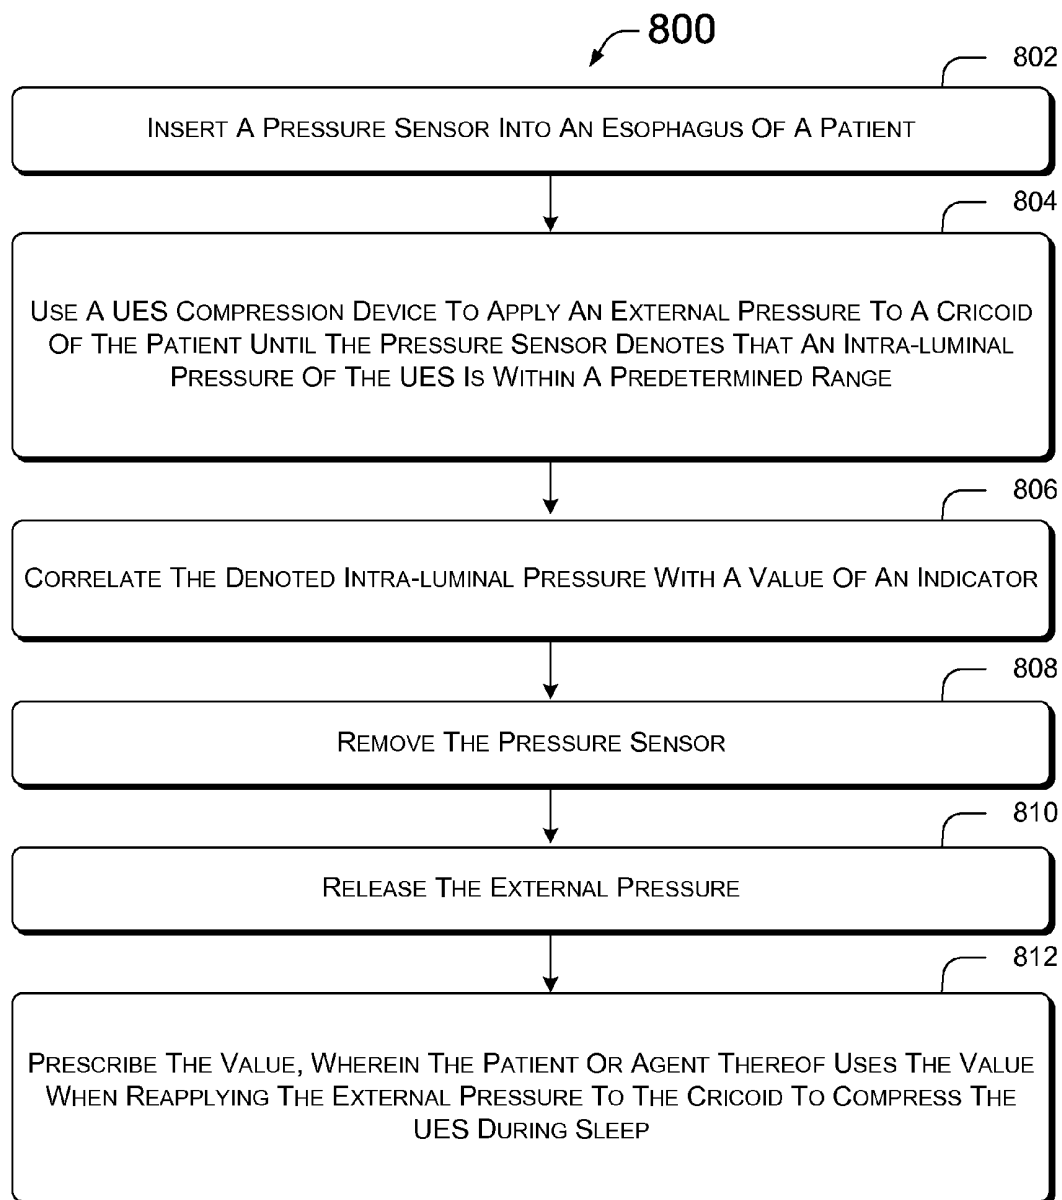 800
802
INSERT A PRESSURE SENSOR INTO AN ESOPHAGUS OF A PATIENT
804
USE A UES COMPRESSION DEVICE TO APPLY AN EXTERNAL PRESSURE TO A CRICOID
OF THE PATIENT UNTIL THE PRESSURE SENSOR DENOTES THAT AN INTRA-LUMINAL
PRESSURE OF THE UES IS WITHIN A PREDETERMINED RANGE
806
CORRELATE THE DENOTED INTRA-LUMINAL PRESSURE WITH A VALUE OF AN INDICATOR
808
REMOVE THE PRESSURE SENSOR
810
RELEASE THE EXTERNAL PRESSURE
812
PRESCRIBE THE VALUE, WHEREIN THE PATIENT OR AGENT THEREOF USES THE VALUE
WHEN REAPPLYING THE EXTERNAL PRESSURE TO THE CRICOID TO COMPRESS THE
UES DURING SLEEP